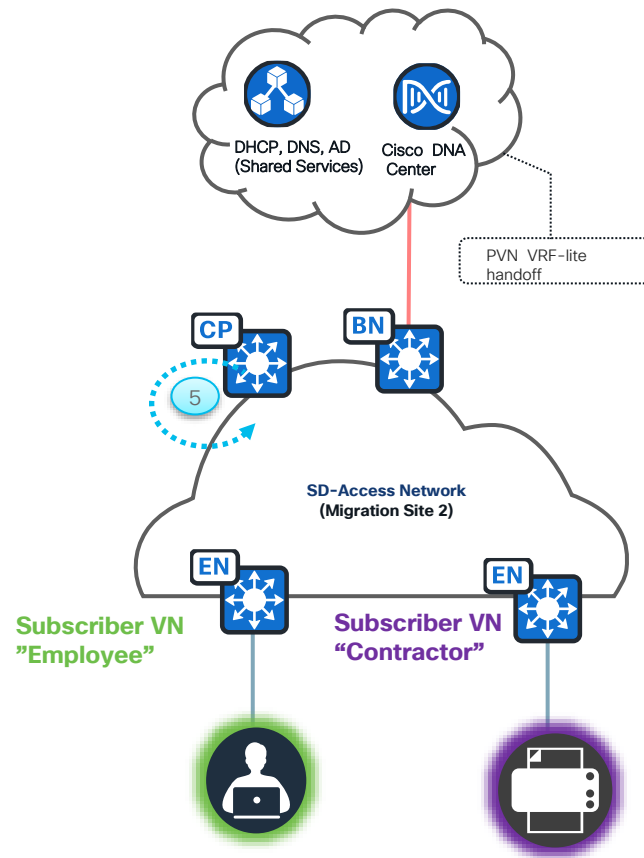 DHCP, DNS, AD
(Shared Services)
Cisco DNA
Center
PVN VRF-lite
handoff
CP
BN
5
SD-Access Network
(Migration Site 2)
EN
EN
Subscriber VN
”Employee”
Subscriber VN
“Contractor”